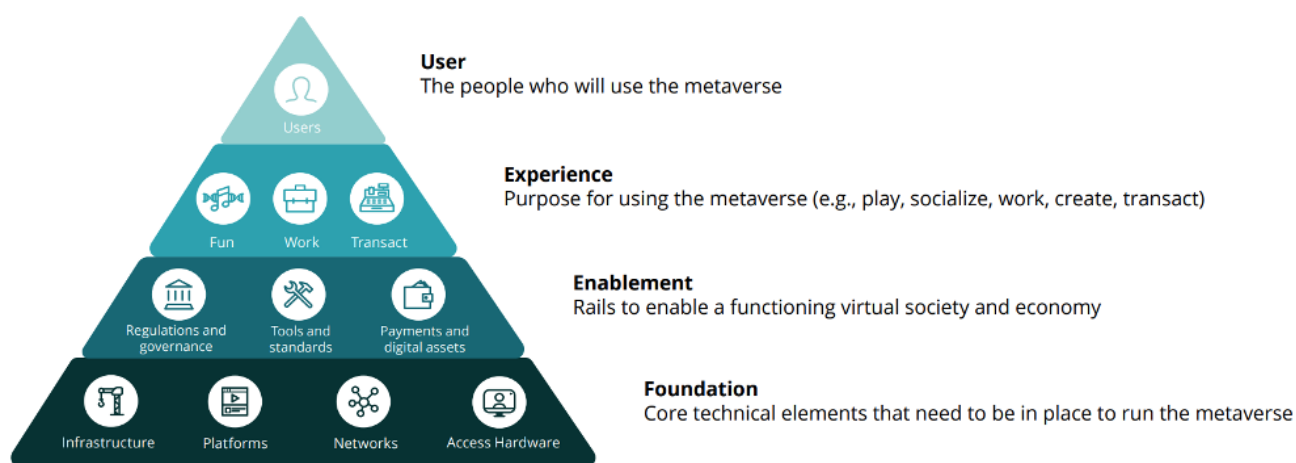 User
The people who will use the metaverse
Users
Experience
Purpose for using the metaverse (e.g., play, socialize, work, create, transact)
Fun
Work
Transact
Enablement
Rails to enable a functioning virtual society and economy
Regulations and
governance
Tools and
standards
Payments and
digital assets
Foundation
Core technical elements that need to be in place to run the metaverse
Infrastructure
Platforms
Networks
Access Hardware